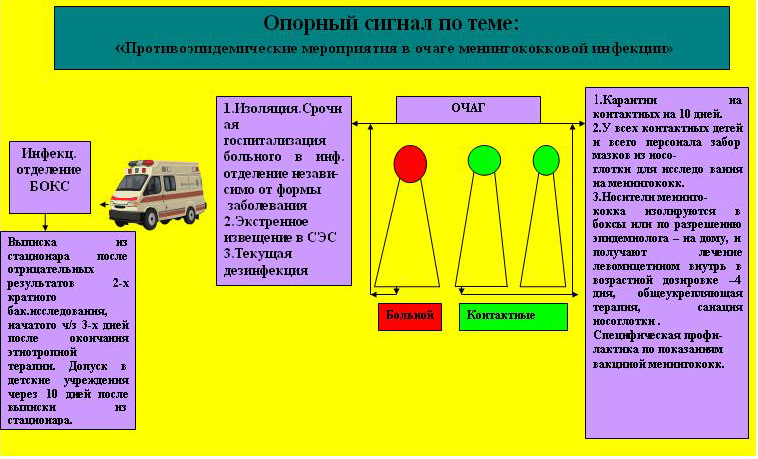 Опорный сигнал по теме:
«Противоэпидемические мероприятия в очаге менингококковой инфекции»
Инфекц.
отделение
БОКС
Выписка из
стационара после
отрицательных
результатов 2-х
кратного
бак.исследования,
начатого ч/з 3-х дней
после окончания
этиотропной
терапии. Допуск в
детские учреждения
через 10 дней после
выписки из
стационара.
1.Изоляция.Срочн
ая
госпитализация
больного в инф.
отделение незави-
симо от формы
заболевания
2.Экстренное
извещение в СЭС
3.Текущая
дезинфекция
ОЧАГ
Больной
Контактные
1.Карантин на
контактных на 10 дней.
2.У всех контактных детей
и всего персонала забор
мазков из носо-
глотки для исследо вания
на менингококк.
3.Носители менинго-
кокка изолируются в
боксы или по разрешению
эпидемиолога – на дому, и
получают лечение
левомицетином внутрь в
возрастной дозировке –4
дня, общеукрепляющая
терапия, санация
носоглотки .
Специфическая профи-
лактика по показаниям
вакциной менингококк.